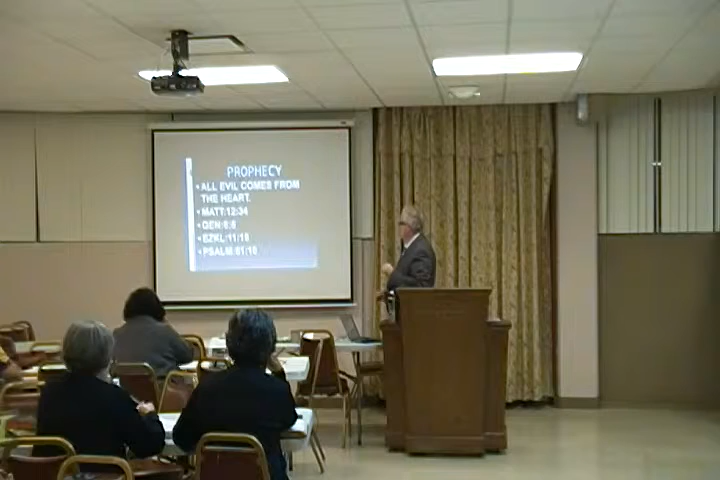 PROPHECY
• ALL EVIL COMES FROM
THE HEART.
• MATT:12:34
• GEN:6:5
• EZKL:11:19
• PSALM:51:10